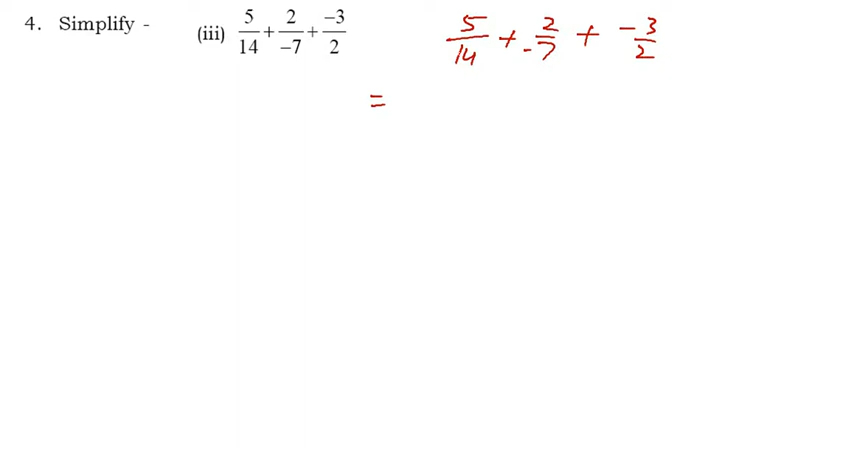 4. Simplify - (iii) 5/14 + 2/-7 + -3/2 5/14 + 2/-7 + -3/2
=